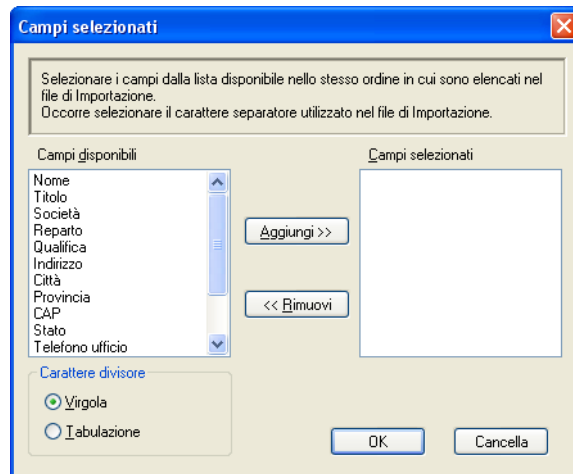 Campi selezionati
Selezionare i campi dalla lista disponibile nello stesso ordine in cui sono elencati nel
file di Importazione.
Occorre selezionare il carattere separatore utilizzato nel file di Importazione.
Campi disponibili
Campi selezionati
Nome
Titolo
Società
Reparto
Qualifica
Indirizzo
Città
Provincia
CAP
Stato
Telefono ufficio
Aggiungi >>
<< Rimuovi
Carattere divisore
Virgola
Tabulazione
OK
Cancella